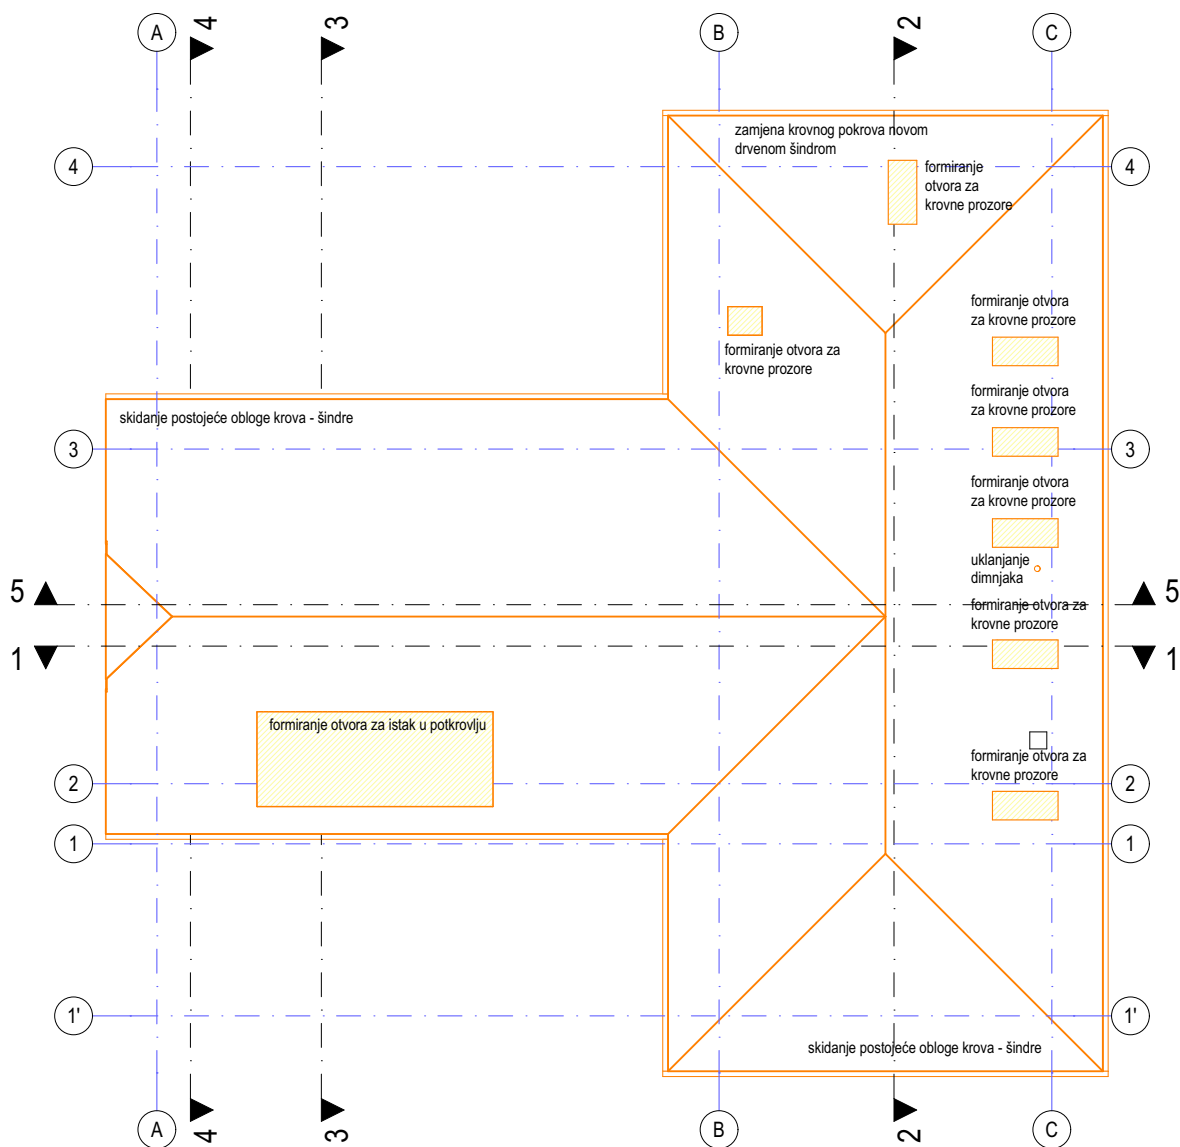 A
4
3
B
2
C
zamjena krovnog pokrova novom
drvenom šindrom
4
formiranje
otvora za
krovne prozore
4
formiranje otvora
za krovne prozore
formiranje otvora za
krovne prozore
formiranje otvora
za krovne prozore
skidanje postojeće obloge krova - šindre
3
3
formiranje otvora
za krovne prozore
uklanjanje
dimnjaka
5
5
formiranje otvora za
krovne prozore
1
1
formiranje otvora za istak u potkrovlju
formiranje otvora za
krovne prozore
2
2
1
1
1'
1'
skidanje postojeće obloge krova - šindre
A
4
3
B
2
C